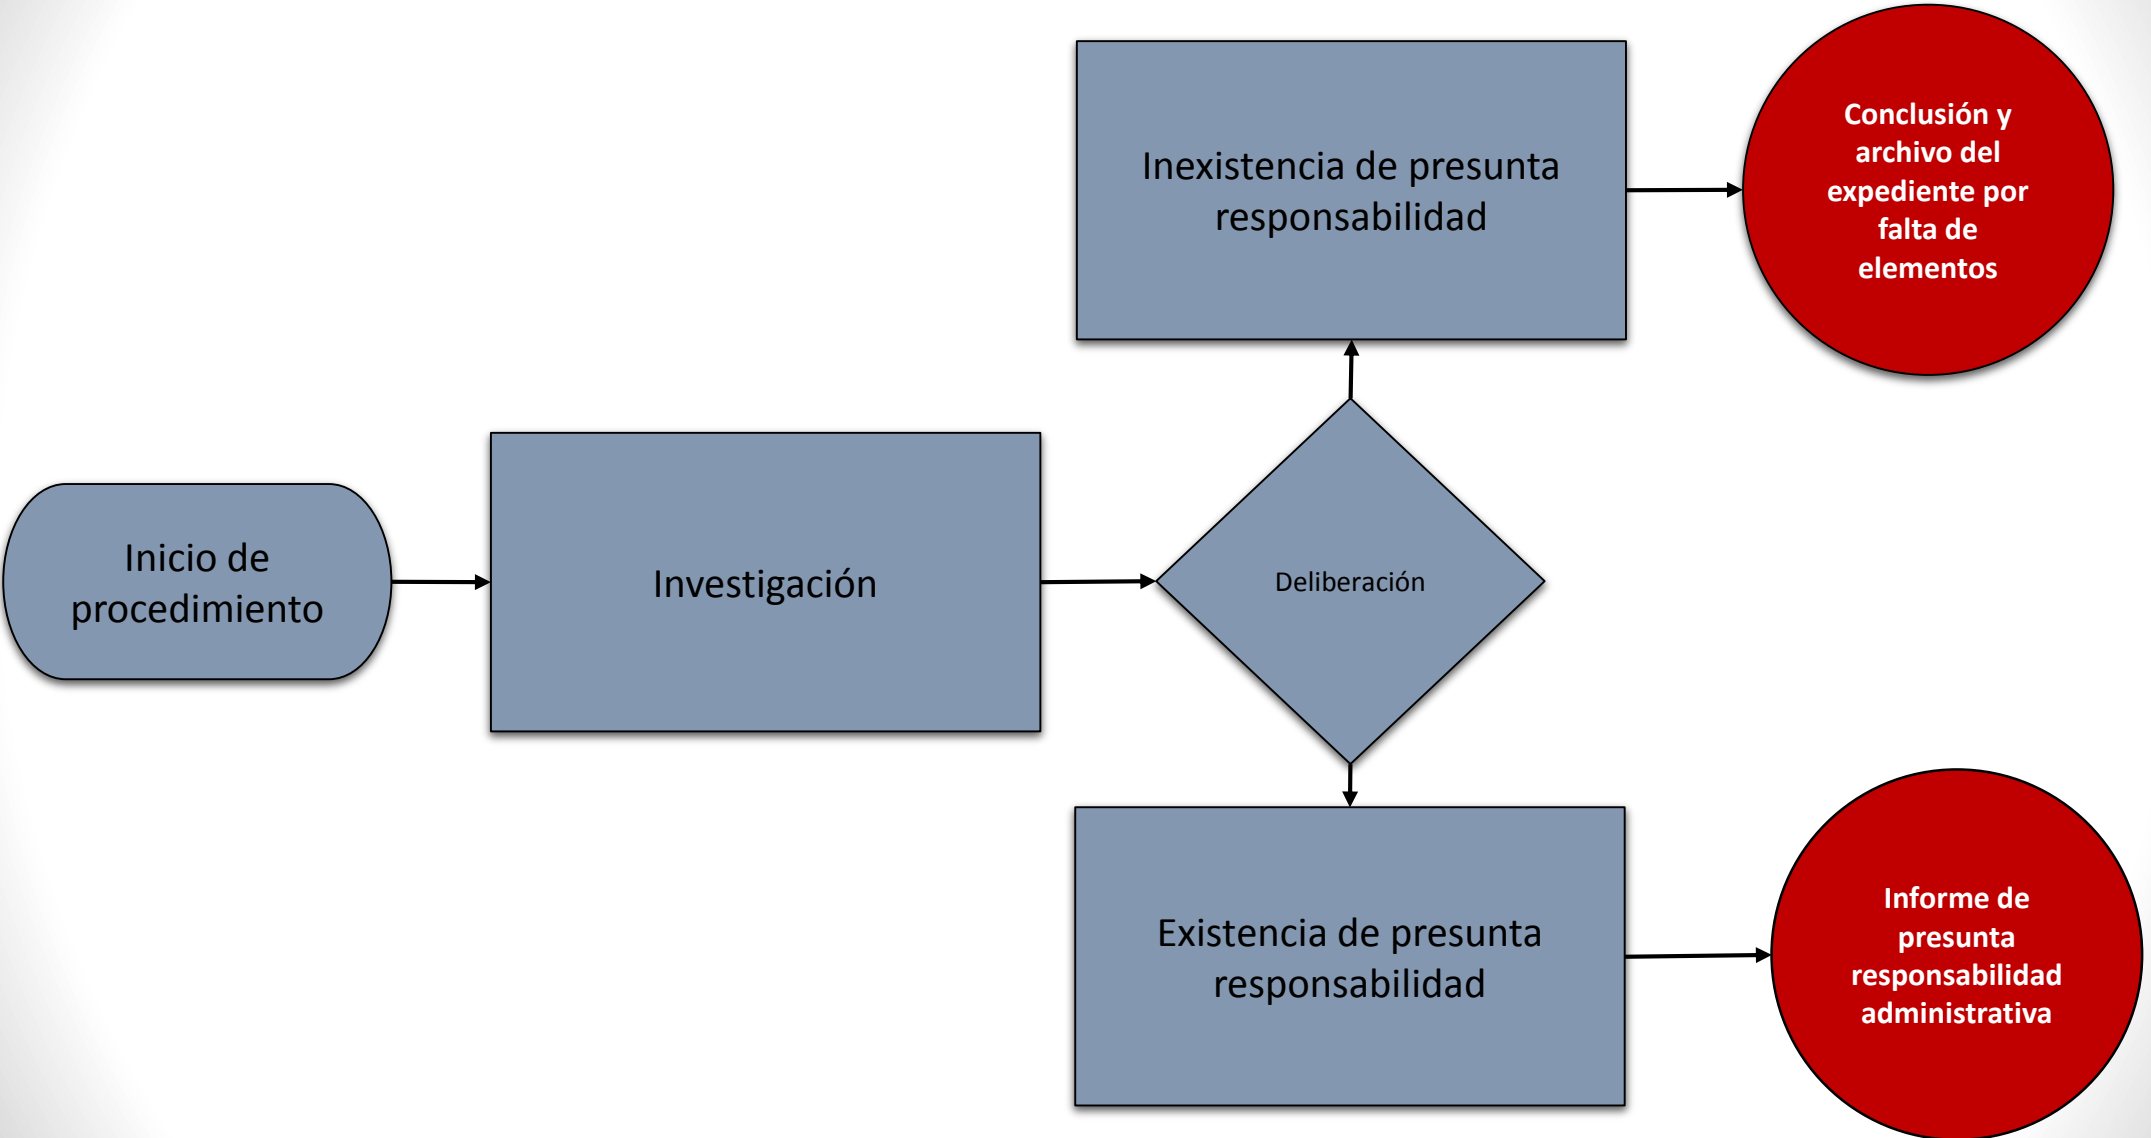 Inicio de
procedimiento
Investigación
Deliberación
Inexistencia de presunta
responsabilidad
Conclusión y
archivo del
expediente por
falta de
elementos
Existencia de presunta
responsabilidad
Informe de
presunta
responsabilidad
administrativa